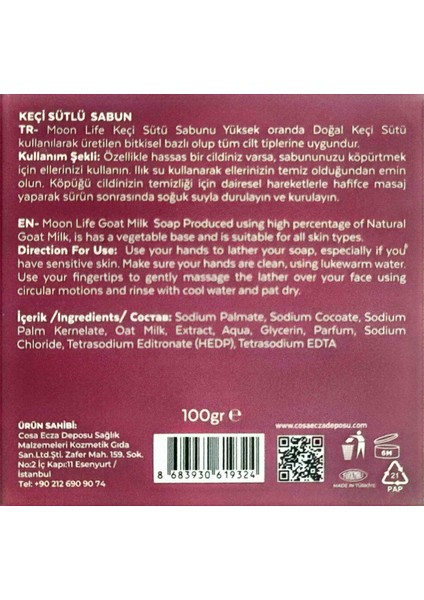 KEÇİ SÜTLÜ SABUN
TR- Moon Life Keçi Sütü Sabunu Yüksek oranda Doğal Keçi Sütü
kullanılarak üretilen bitkisel bazlı olup tüm cilt tiplerine uygundur.
Kullanım Şekli: Özellikle hassas bir cildiniz varsa, sabununuzu köpürtmek
için ellerinizi kullanın. Ilık su kullanarak ellerinizin temiz olduğundan emin
olun. Köpüğü cildinizin temizliği için dairesel hareketlerle hafifce masaj
yaparak sürün sonrasında soğuk suyla durulayın ve kurulayın.
EN- Moon Life Goat Milk Soap Produced using high percentage of Natural
Goat Milk, is has a vegetable base and is suitable for all skin types.
Direction For Use: Use your hands to lather your soap, especially if you
have sensitive skin. Make sure your hands are clean, using lukewarm water.
Use your fingertips to gently massage the lather over your face using
circular motions and rinse with cool water and pat dry.
İçerik /Ingredients/ Состав: Sodium Palmate, Sodium Cocoate, Sodium
Palm Kernelate, Oat Milk, Extract, Aqua, Glycerin, Parfum, Sodium
Chloride, Tetrasodium Editronate (HEDP), Tetrasodium EDTA
100gr e
ÜRÜN SAHİBİ:
Cosa Ecza Deposu Sağlık
Malzemeleri Kozmetik Gıda
San.Ltd.Şti. Zafer Mah. 159. Sok.
No:2 İç Kapı:11 Esenyurt /
İstanbul
Tel: +90 212 690 90 74
8 683930 619324
www.cosaeczadeposu.com
6M
MADE IN TÜRKİYE
21
PAP